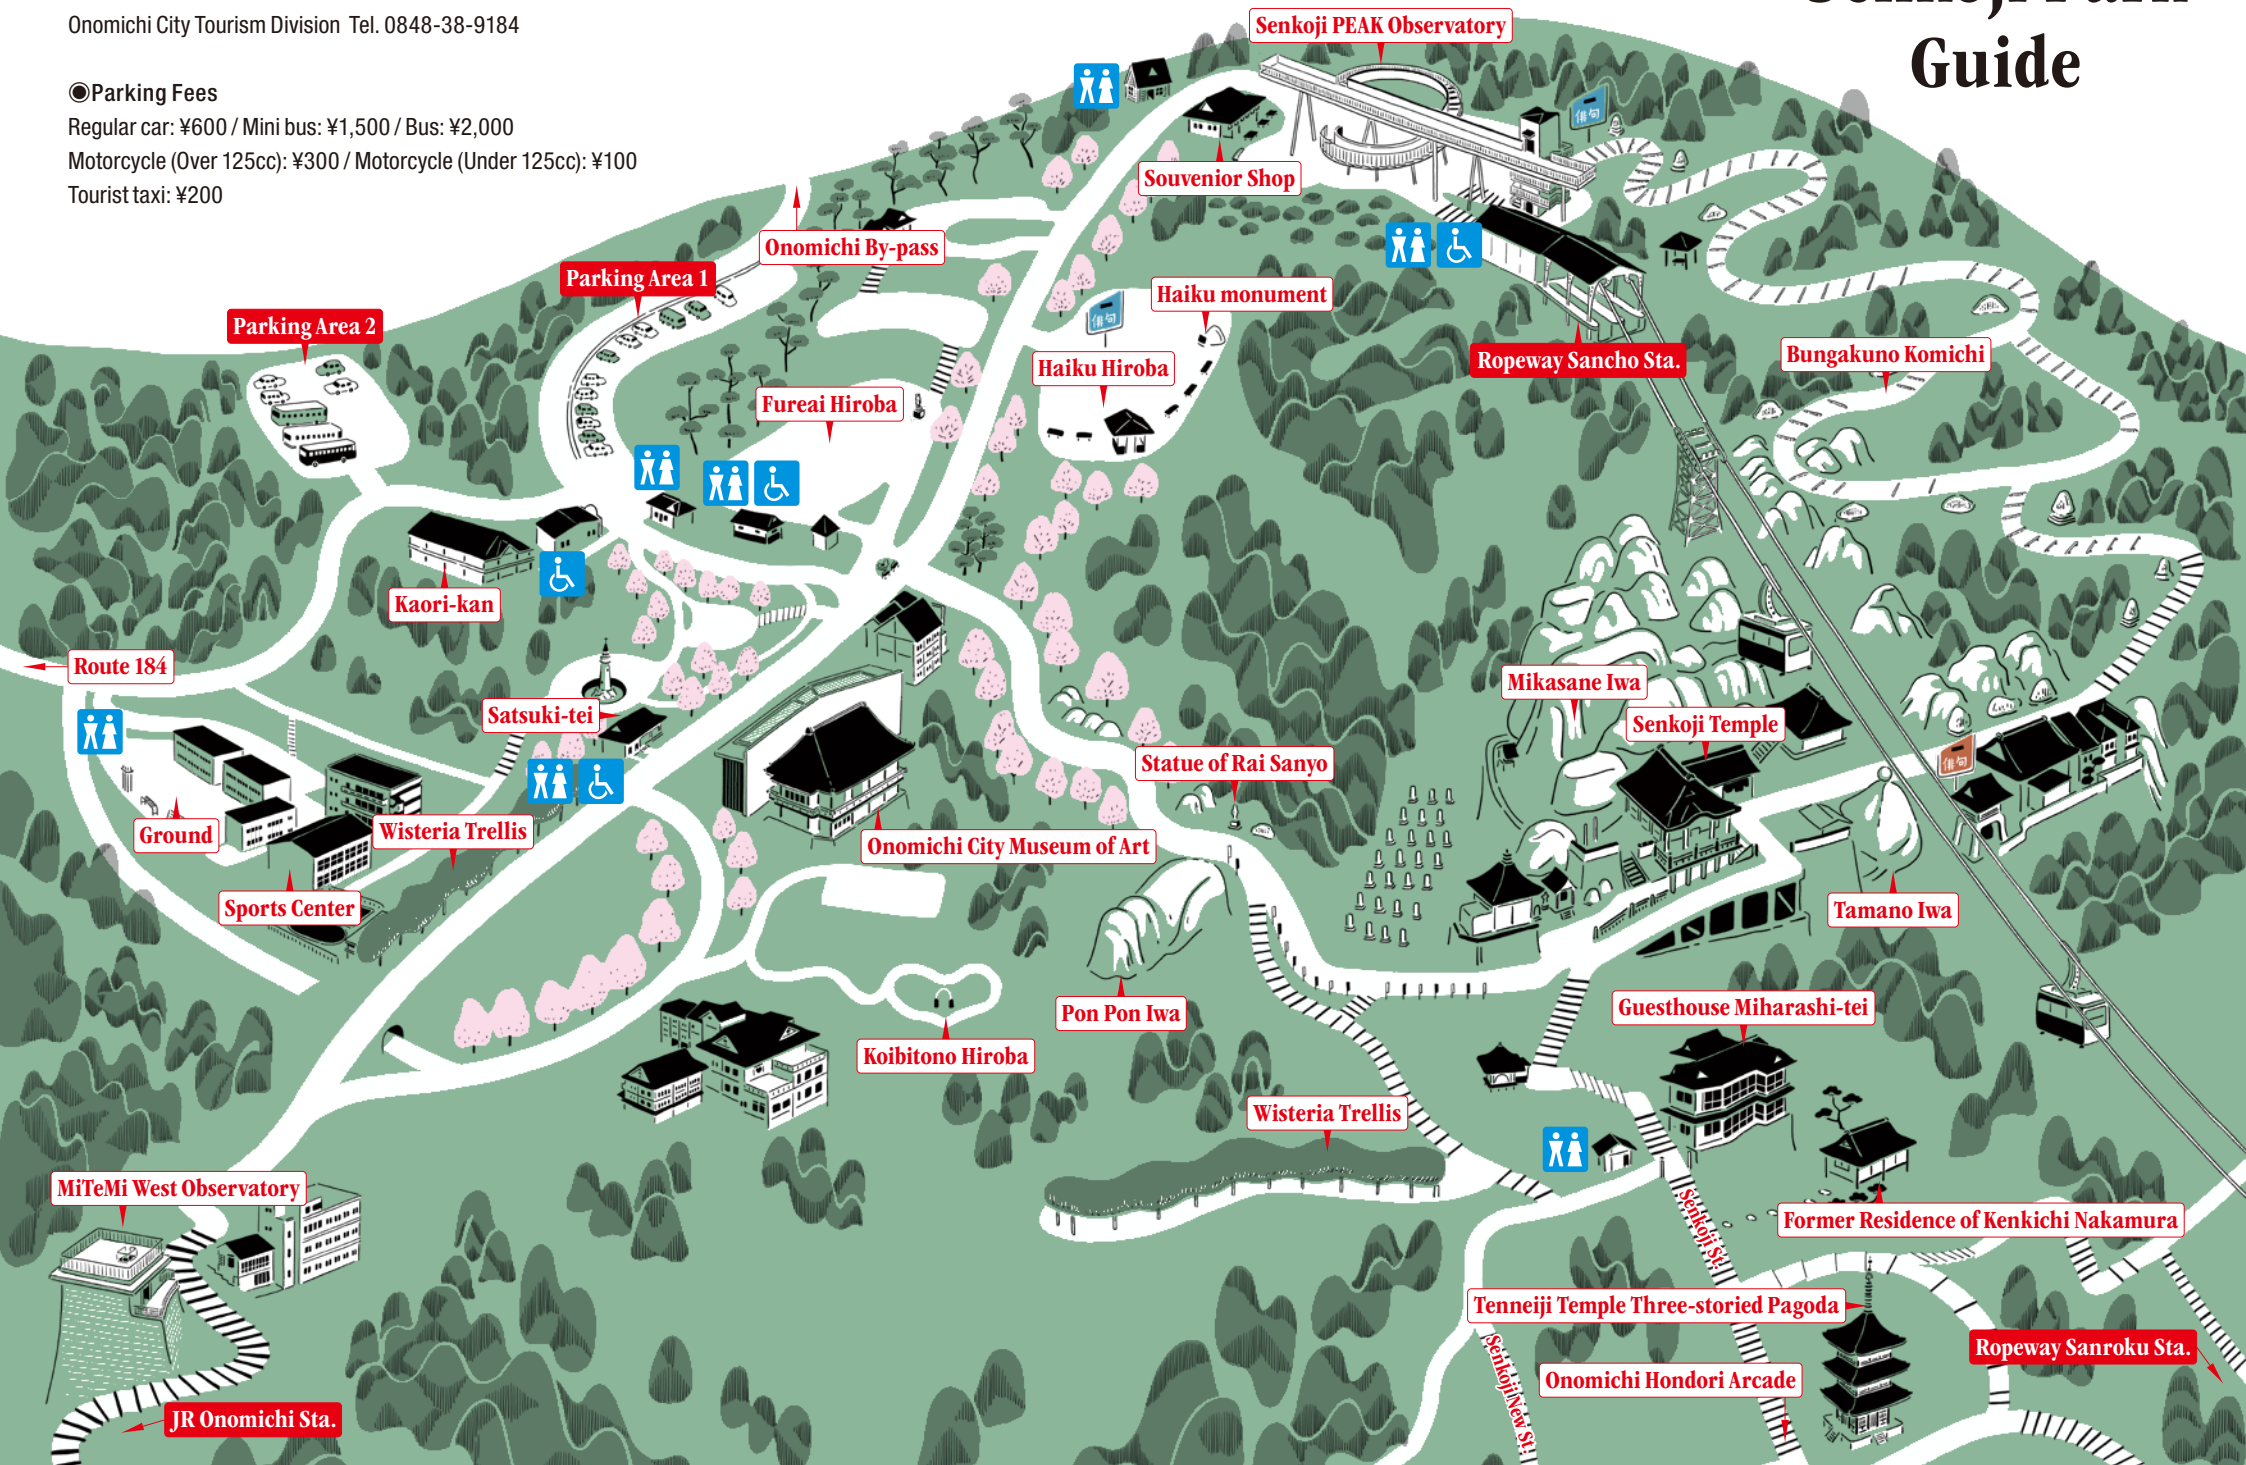 Onomichi City Tourism Division Tel. 0848-38-9184
Guide
◉Parking Fees
Regular car: ¥600 / Mini bus: ¥1,500 / Bus: ¥2,000
Motorcycle (Over 125cc): ¥300 / Motorcycle (Under 125cc): ¥100
Tourist taxi: ¥200
Senkoji PEAK Observatory
俳句
Souvenior Shop
Onomichi By-pass
Parking Area 1
Haiku monument
俳句
Parking Area 2
Bungakuno Komichi
Ropeway Sancho Sta.
Haiku Hiroba
Fureai Hiroba
Kaori-kan
Route 184
Mikasane Iwa
Satsuki-tei
Senkoji Temple
俳句
Statue of Rai Sanyo
Ground
Wisteria Trellis
Onomichi City Museum of Art
Sports Center
Tamano Iwa
Pon Pon Iwa
Guesthouse Miharashi-tei
Koibitono Hiroba
Wisteria Trellis
MiTeMi West Observatory
Senkoji St.
Former Residence of Kenkichi Nakamura
Tenneiji Temple Three-storied Pagoda
Ropeway Sanroku Sta.
Senkoji New St.
Onomichi Hondori Arcade
JR Onomichi Sta.